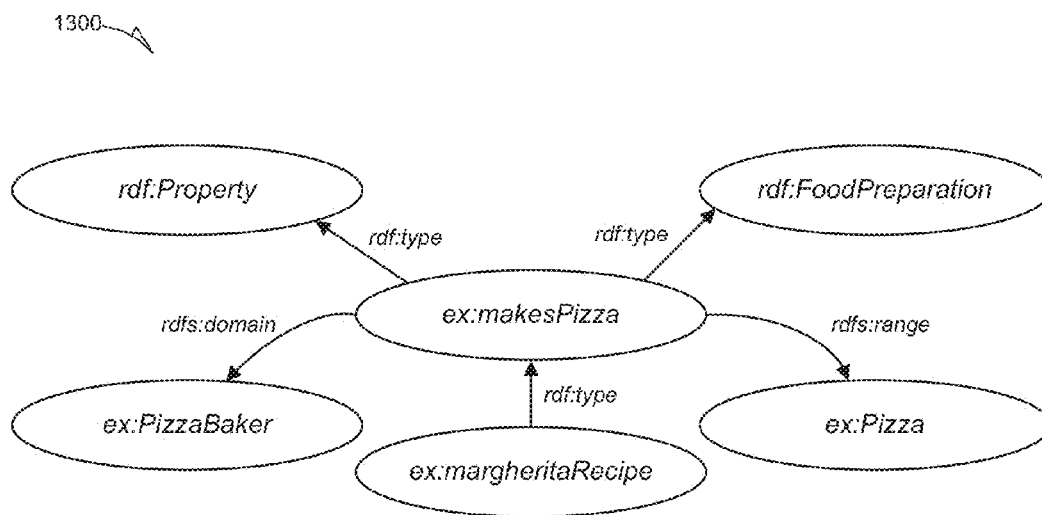 1300
rdf:Property
rdf:FoodPreparation
rdf:type
rdf:type
ex:makesPizza
rdfs:domain
rdfs:range
rdf:type
ex:PizzaBaker
ex:Pizza
ex:margheritaRecipe